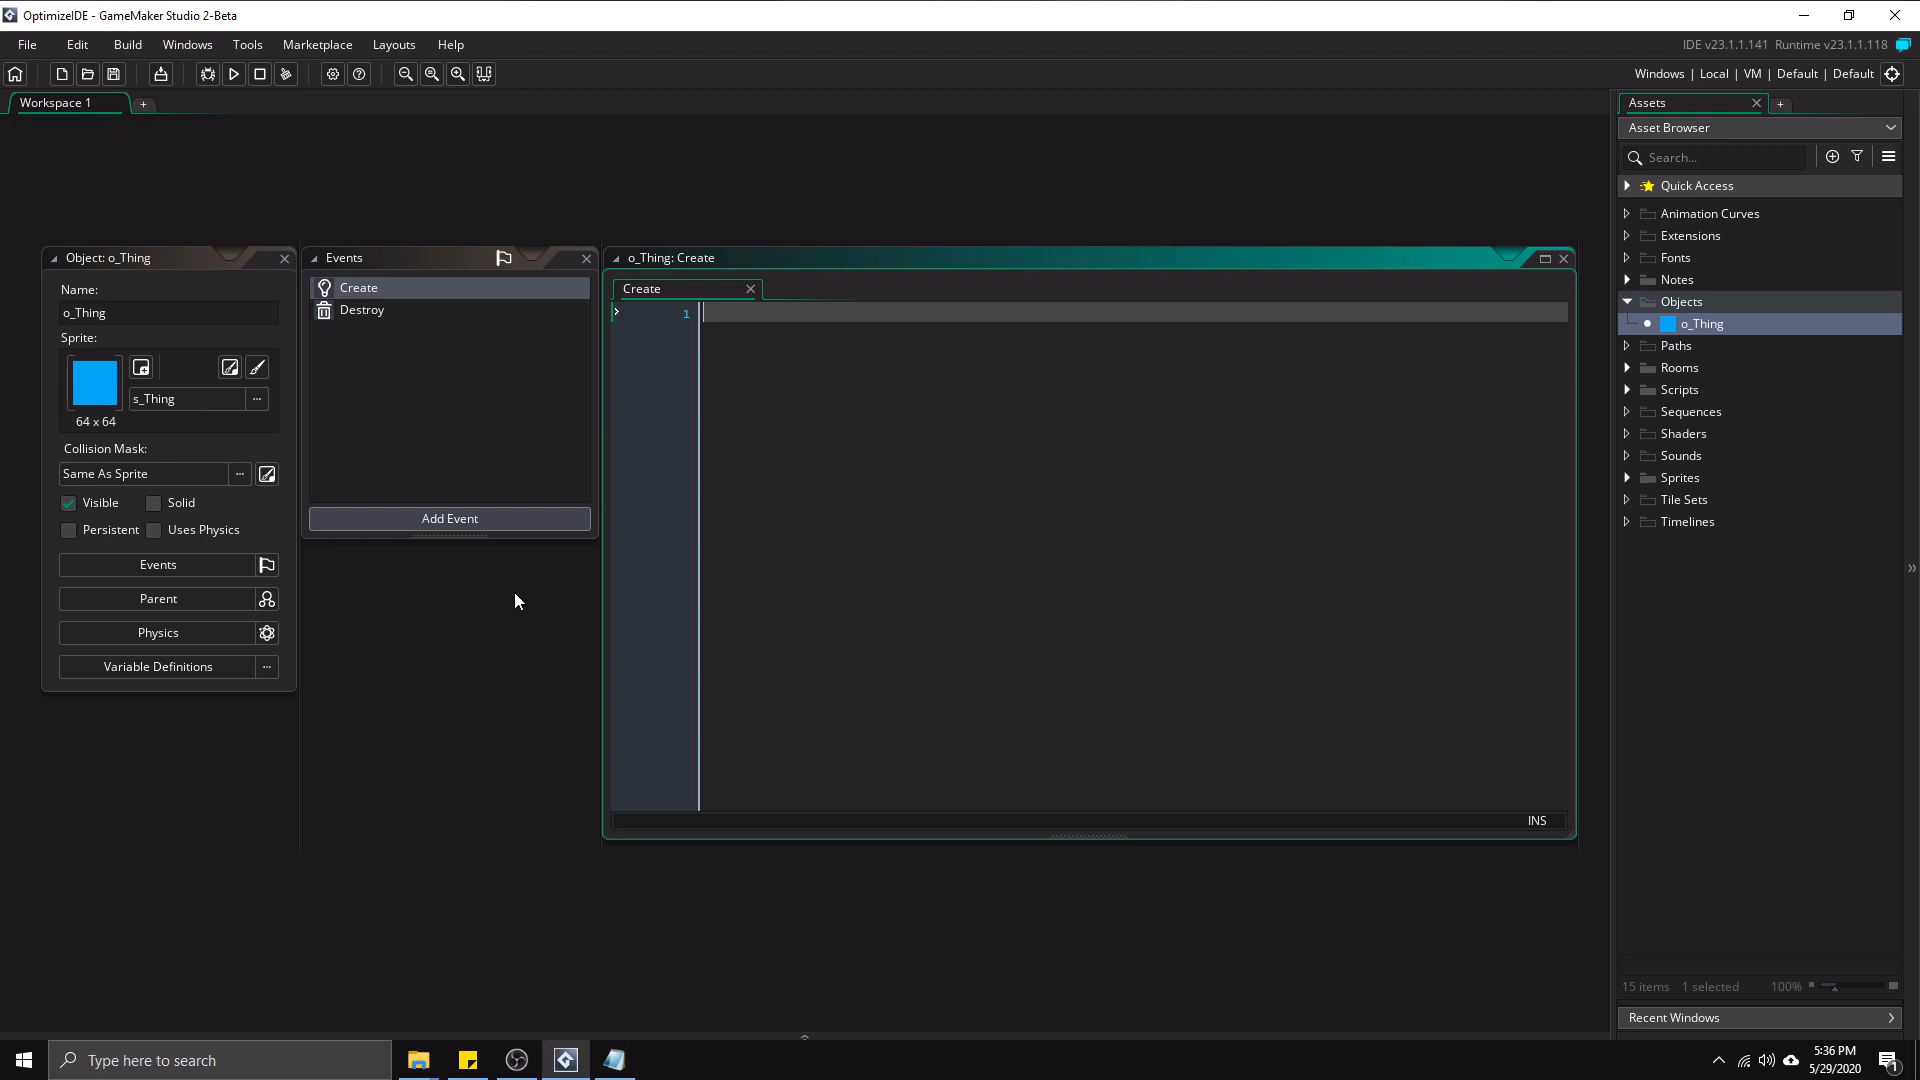 OptimizeIDE - GameMaker Studio 2-Beta
File Edit Build Windows Tools Marketplace Layouts Help
IDE v23.1.1.141 Runtime v23.1.1.118
Windows | Local | VM | Default | Default
Workspace 1
+
Assets
+
Asset Browser
Search...
Quick Access
Animation Curves
Extensions
Fonts
Notes
Objects
o_Thing
Paths
Rooms
Scripts
Sequences
Shaders
Sounds
Sprites
Tile Sets
Timelines
15 items 1 selected 100%
Recent Windows
Object: o_Thing
Name:
o_Thing
Sprite:
s_Thing
...
64 x 64
Collision Mask:
Same As Sprite
...
Visible Solid
Persistent Uses Physics
Events
Parent
Physics
Variable Definitions
...
Events
Create
Destroy
Add Event
o_Thing: Create
Create
1
INS
Type here to search
5:36 PM
5/29/2020
1